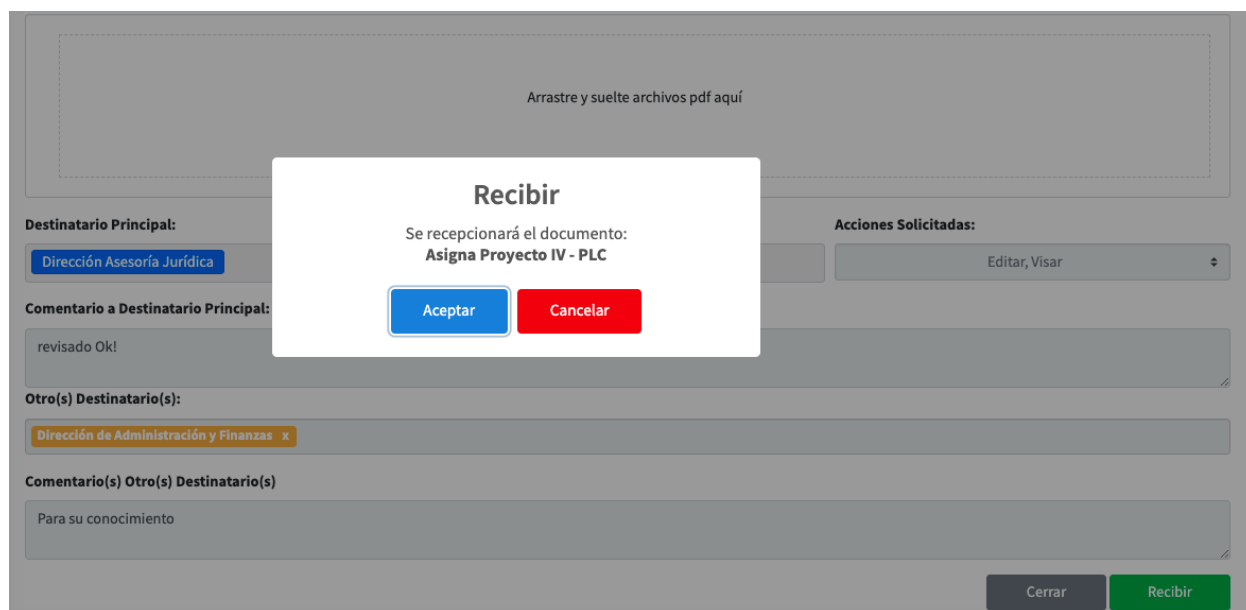 Arrastre y suelte archivos pdf aquí
Recibir
Se recepcionará el documento:
Asigna Proyecto IV - PLC
Aceptar
Cancelar
Destinatario Principal:
Acciones Solicitadas:
Dirección Asesoría Jurídica
Editar, Visar
Comentario a Destinatario Principal:
revisado Ok!
Otro(s) Destinatario(s):
Dirección de Administración y Finanzas x
Comentario(s) Otro(s) Destinatario(s)
Para su conocimiento
Cerrar
Recibir